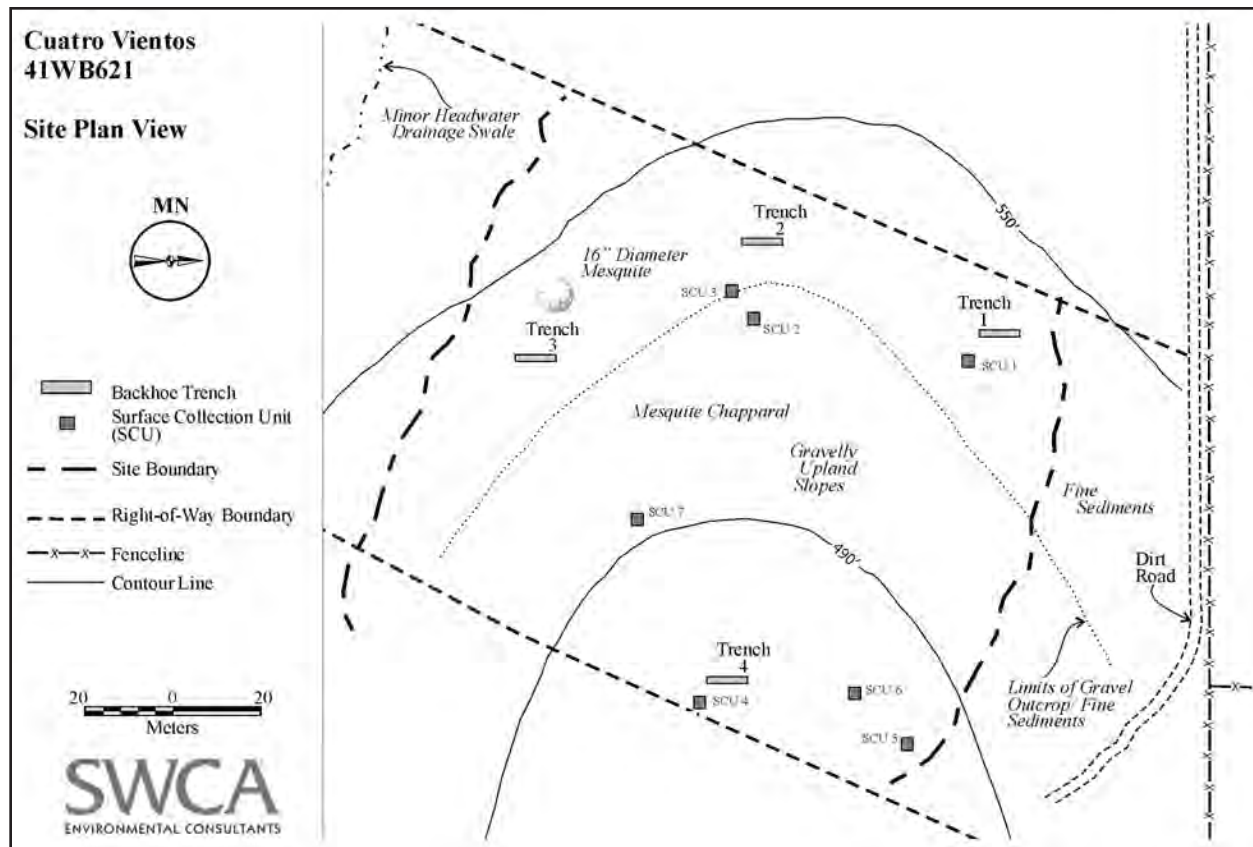 Cuatro Vientos
41WB621
Site Plan View
MN
Backhoe Trench
Surface Collection Unit
(SCU)
Site Boundary
Right-of-Way Boundary
x x Fenceline
Contour Line
20 0 20
Meters
SWCA
ENVIRONMENTAL CONSULTANTS
Minor Headwater
Drainage Swale
16" Diameter
Mesquite
Trench
2
SCU 3
SCU 2
550'
Trench
1
SCU 1
Trench
3
Mesquite Chapparal
Gravelly
Upland
Slopes
Fine
Sediments
SCU 7
490'
Dirt
Road
Trench
4
SCU 4
SCU 6
SCU 5
Limits of Gravel
Outcrop/Fine
Sediments